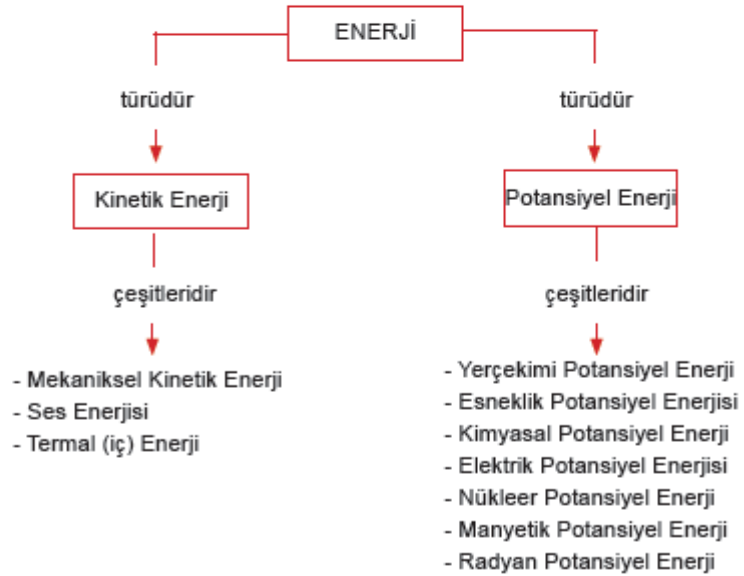 ENERJİ
türüdür
türüdür
Kinetik Enerji
Potansiyel Enerji
çeşitleridir
çeşitleridir
- Mekaniksel Kinetik Enerji
- Ses Enerjisi
- Termal (iç) Enerji
- Yerçekimi Potansiyel Enerji
- Esneklik Potansiyel Enerjisi
- Kimyasal Potansiyel Enerji
- Elektrik Potansiyel Enerjisi
- Nükleer Potansiyel Enerji
- Manyetik Potansiyel Enerji
- Radyan Potansiyel Enerji